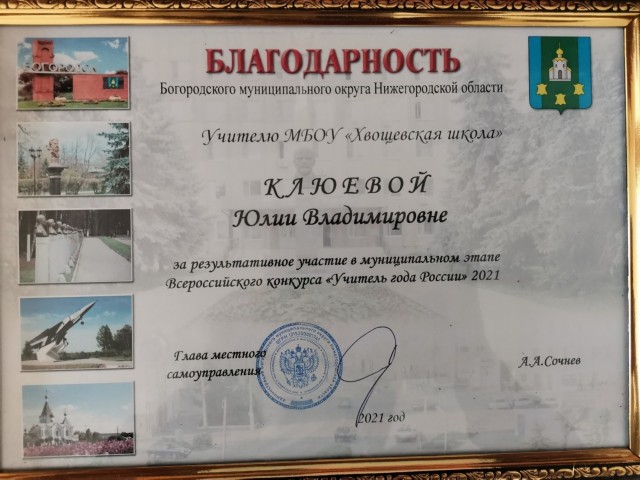 БЛАГОДАРНОСТЬ
Богородского муниципального округа Нижегородской области
Учителю МБОУ «Хвощевская школа»
КЛЮЕВОЙ
Юлии Владимировне
за результативное участие в муниципальном этапе
Всероссийского конкурса «Учитель года России» 2021
Глава местного
самоуправления
А.А.Сочнев
2021 год